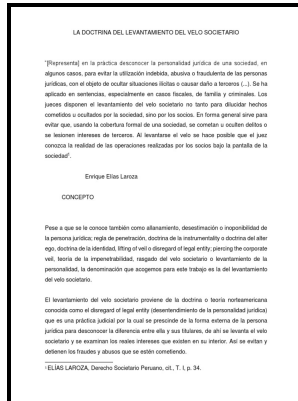 LA DOCTRINA DEL LEVANTAMIENTO DEL VELO SOCIETARIO
"[Representa] en la práctica desconocer la personalidad jurídica de una sociedad, en
algunos casos, para evitar la utilización indebida, abusiva o fraudulenta de las personas
jurídicas, con el objeto de ocultar situaciones ilícitas o causar daño a terceros (...). Se ha
aplicado en sentencias, especialmente en casos fiscales, de familia y criminales. Los
jueces disponen el levantamiento del velo societario no tanto para dilucidar hechos
cometidos u ocultados por la sociedad, sino por los socios. En forma general sirve para
evitar que, usando la cobertura formal de una sociedad, se cometan u oculten delitos o
se lesionen intereses de terceros. Al levantarse el velo se hace posible que el juez
conozca la realidad de las operaciones realizadas por los socios bajo la pantalla de la
sociedad¹.
Enrique Elías Laroza
CONCEPTO
Pese a que se le conoce también como allanamiento, desestimación o inoponibilidad de
la persona jurídica; regla de penetración, doctrina de la instrumentality o doctrina del alter
ego, doctrina de la identidad, lifting of veil o disregard of legal equity; piercing the corporate
veil, teoría de la impenetrabilidad, rasgado del velo societario o levantamiento de la
personalidad, la denominación que acogemos para este trabajo es la del levantamiento
del velo societario.
El levantamiento del velo societario proviene de la doctrina o teoría norteamericana
conocida como el disregard of legal equity (desentendimiento de la personalidad jurídica)
que es una práctica judicial por la cual se prescinde de la forma externa de la persona
jurídica para desconocer la diferencia entre ella y sus titulares, de ahí se levanta el velo
societario y se examinan los reales intereses que existen en su interior. Así se evitan y
detienen los fraudes y abusos que se estén cometiendo.
¹ ELÍAS LAROZA, Derecho Societario Peruano, cit., T. I, p. 34.